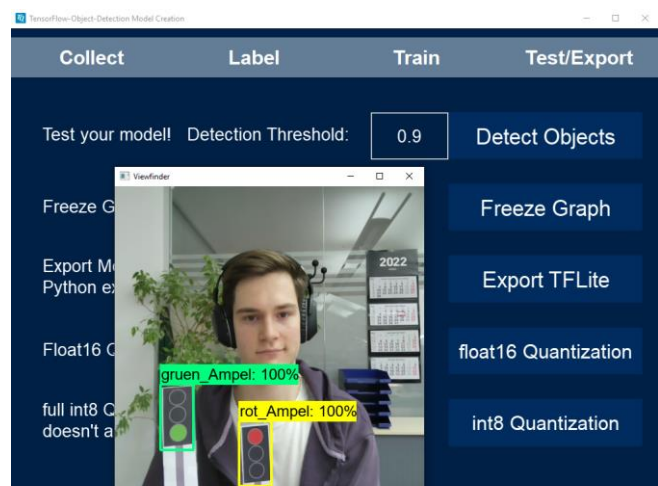 TensorFlow-Object-Detection Model Creation
Collect Label Train Test/Export
Test your model! Detection Threshold: 0.9 Detect Objects
Viewfinder
Freeze G
Freeze Graph
2022
Export Mo
Python e
Export TFLite
Float16 Q
float16 Quantization
gruen_Ampel: 100%
rot_Ampel: 100%
full int8 Q
doesn't a
int8 Quantization